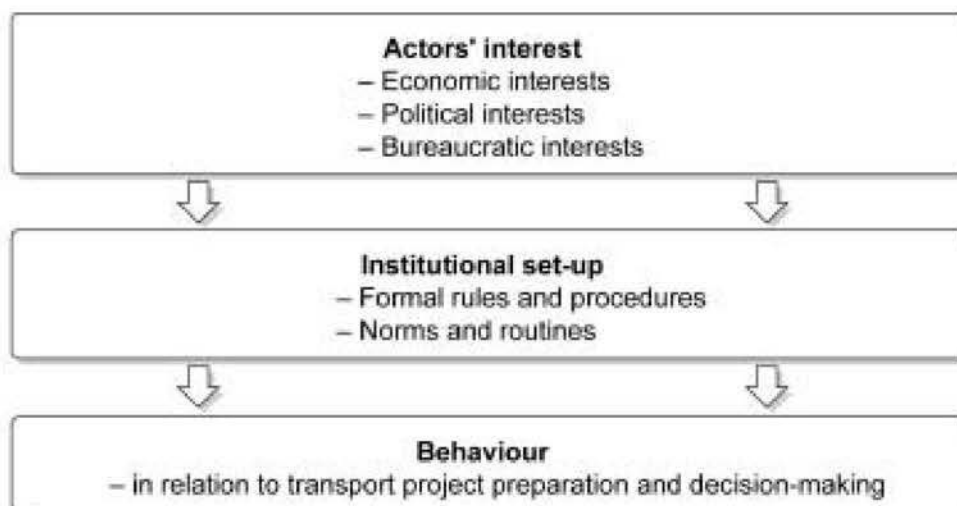 Actors' interest
– Economic interests
– Political interests
– Bureaucratic interests
Institutional set-up
– Formal rules and procedures
– Norms and routines
Behaviour
– in relation to transport project preparation and decision-making